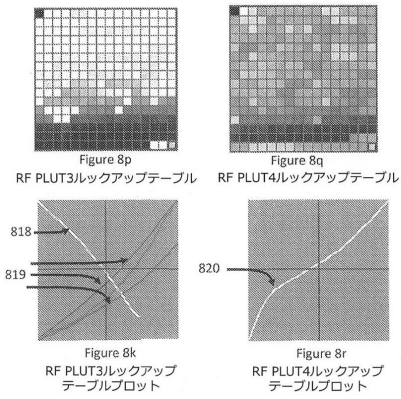 Figure 8p
RF PLUT3ルックアップテーブル
Figure 8q
RF PLUT4ルックアップテーブル
818
819
Figure 8k
RF PLUT3ルックアップ
テーブルプロット
820
Figure 8r
RF PLUT4ルックアップ
テーブルプロット